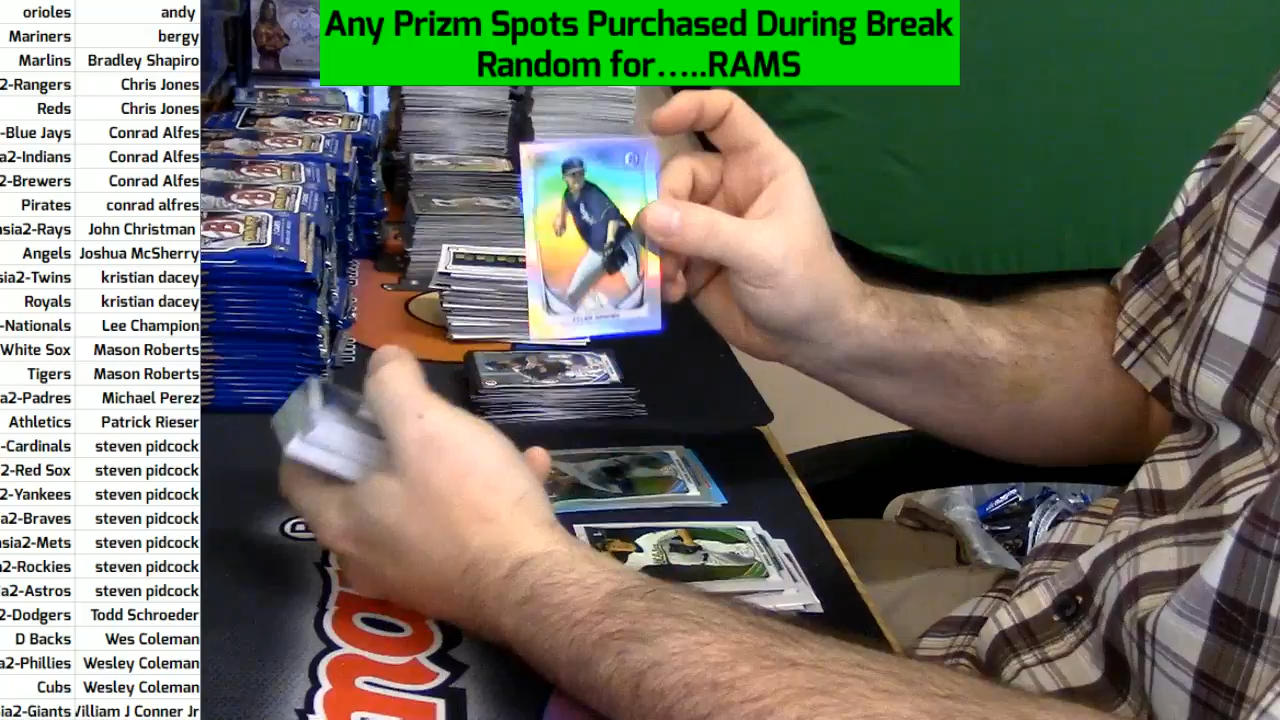 Any Prizm Spots Purchased During Break
Random for…..RAMS
orioles andy
Mariners bergy
Marlins Bradley Shapiro
2-Rangers Chris Jones
Reds Chris Jones
-Blue Jays Conrad Alfes
a2-Indians Conrad Alfes
2-Brewers Conrad Alfes
Pirates conrad alfres
sia2-Rays John Christman
Angels Joshua McSherry
sia2-Twins kristian dacey
Royals kristian dacey
-Nationals Lee Champion
White Sox Mason Roberts
Tigers Mason Roberts
a2-Padres Michael Perez
Athletics Patrick Rieser
-Cardinals steven pidcock
2-Red Sox steven pidcock
2-Yankees steven pidcock
a2-Braves steven pidcock
asia2-Mets steven pidcock
a2-Rockies steven pidcock
ia2-Astros steven pidcock
2-Dodgers Todd Schroeder
D Backs Wes Coleman
a2-Phillies Wesley Coleman
Cubs Wesley Coleman
sia2-Giants Villiam J Conner Jr